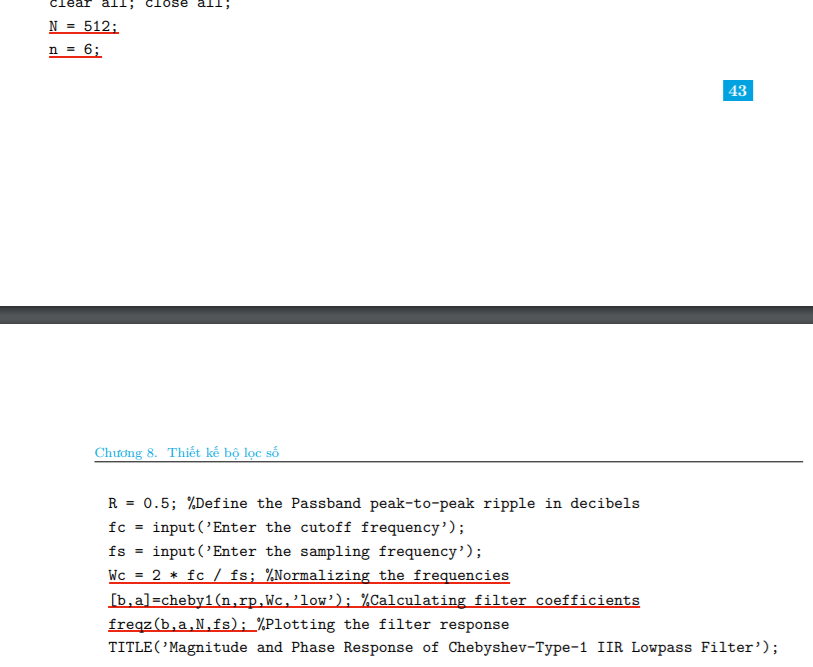 clear all; close all;
N = 512;
n = 6;
43
Chương 8. Thiết kế bộ lọc số
R = 0.5; %Define the Passband peak-to-peak ripple in decibels
fc = input(’Enter the cutoff frequency’);
fs = input(’Enter the sampling frequency’);
Wc = 2 * fc / fs; %Normalizing the frequencies
[b,a]=cheby1(n,rp,Wc,’low’); %Calculating filter coefficients
freqz(b,a,N,fs); %Plotting the filter response
TITLE(’Magnitude and Phase Response of Chebyshev-Type-1 IIR Lowpass Filter’);